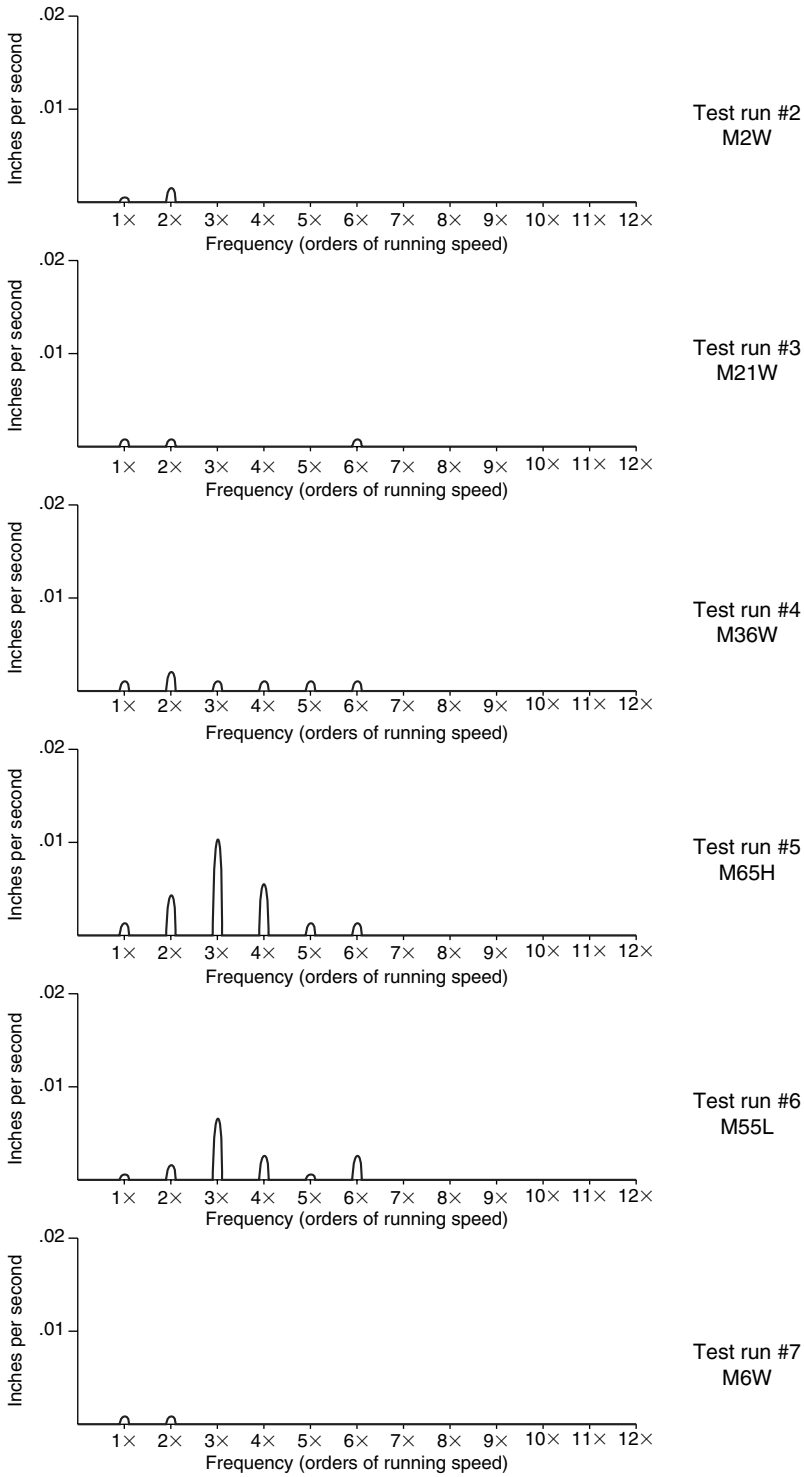 .02
.01
Inches per second
1× 2× 3× 4× 5× 6× 7× 8× 9× 10× 11× 12×
Frequency (orders of running speed)
Test run #2
M2W
.02
.01
Inches per second
1× 2× 3× 4× 5× 6× 7× 8× 9× 10× 11× 12×
Frequency (orders of running speed)
Test run #3
M21W
.02
.01
Inches per second
1× 2× 3× 4× 5× 6× 7× 8× 9× 10× 11× 12×
Frequency (orders of running speed)
Test run #4
M36W
.02
.01
Inches per second
1× 2× 3× 4× 5× 6× 7× 8× 9× 10× 11× 12×
Frequency (orders of running speed)
Test run #5
M65H
.02
.01
Inches per second
1× 2× 3× 4× 5× 6× 7× 8× 9× 10× 11× 12×
Frequency (orders of running speed)
Test run #6
M55L
.02
.01
Inches per second
1× 2× 3× 4× 5× 6× 7× 8× 9× 10× 11× 12×
Frequency (orders of running speed)
Test run #7
M6W